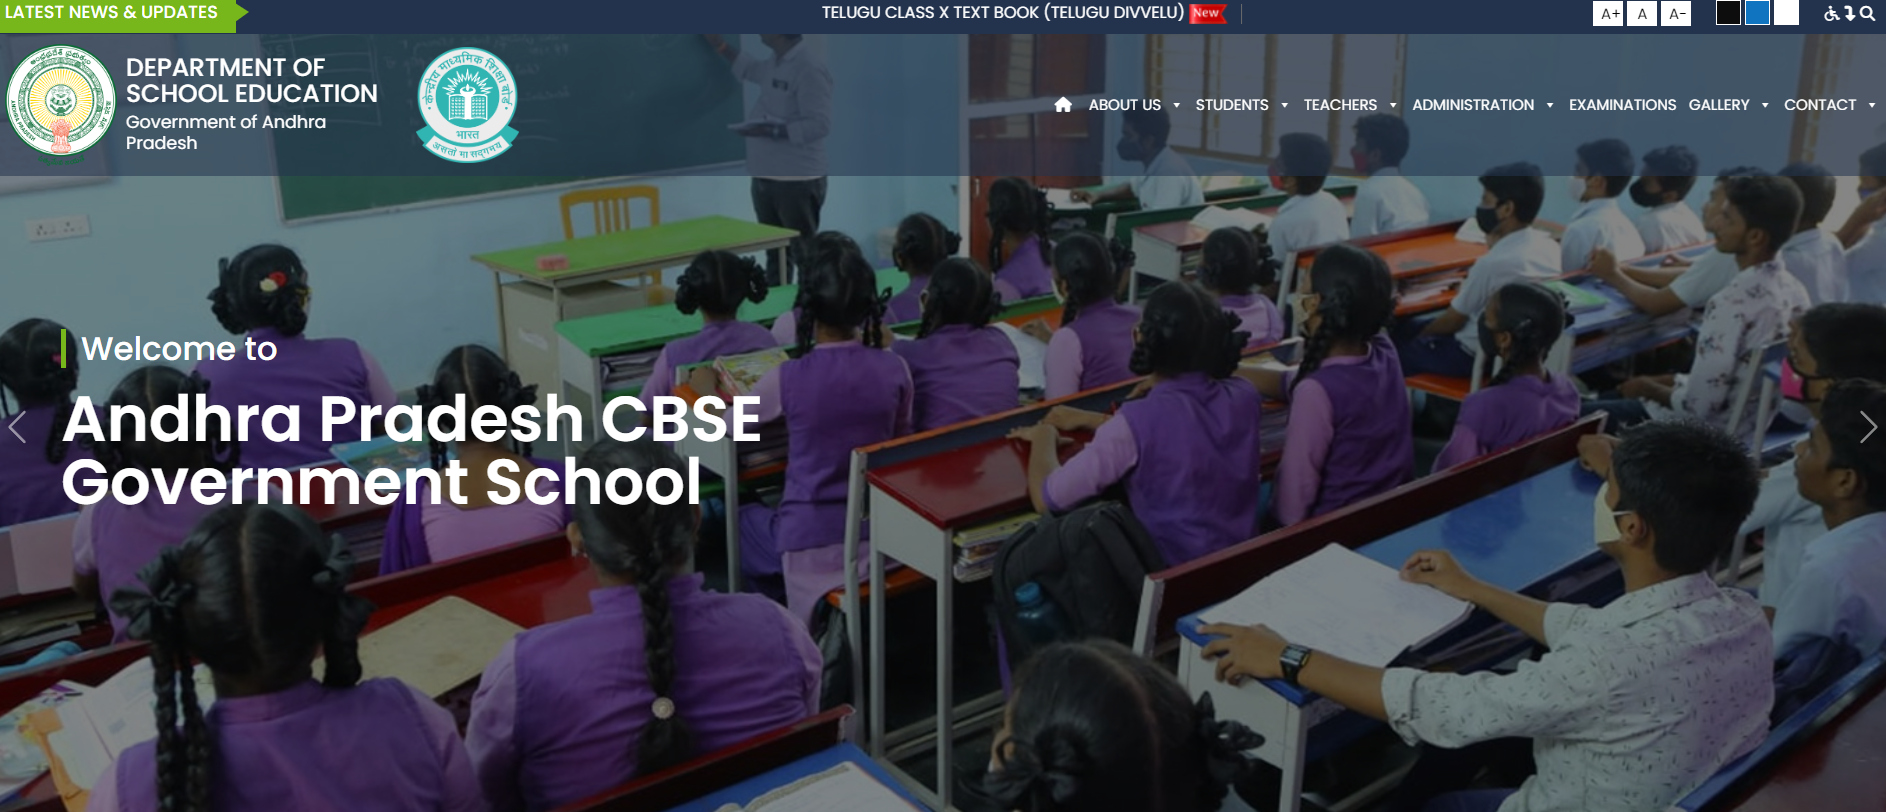 LATEST NEWS & UPDATES
TELUGU CLASS X TEXT BOOK (TELUGU DIVVELU) New
A+ A A-
DEPARTMENT OF
SCHOOL EDUCATION
Government of Andhra
Pradesh
केन्द्रीय माध्यमिक शिक्षा बोर्ड
भारत
असतो मा सद्गमय
ABOUT US
STUDENTS
TEACHERS
ADMINISTRATION
EXAMINATIONS
GALLERY
CONTACT
Welcome to
Andhra Pradesh CBSE
Government School